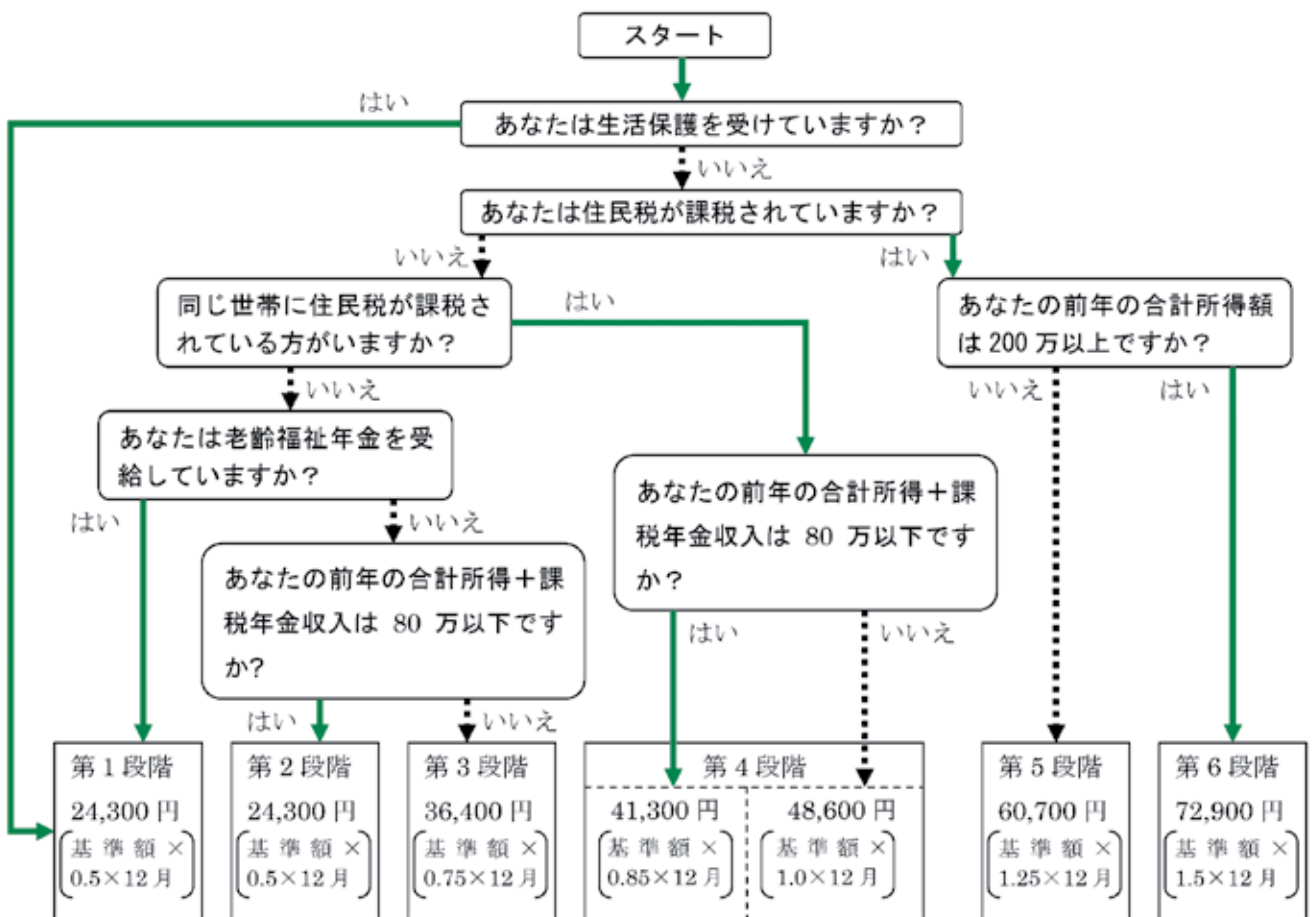 スタート
はい
あなたは生活保護を受けていますか？
いいえ
あなたは住民税が課税されていますか？
いいえ
はい
同じ世帯に住民税が課税さ
れている方がいますか？
はい
あなたの前年の合計所得額
は 200 万以上ですか？
いいえ
いいえ
はい
あなたは老齢福祉年金を受
給していますか？
あなたの前年の合計所得＋課
税年金収入は 80 万以下です
か？
はい
いいえ
あなたの前年の合計所得＋課
税年金収入は 80 万以下です
か?
はい
いいえ
はい
いいえ
第 1 段階
24,300 円
基 準 額 ×
0.5×12 月
第 2 段階
24,300 円
基 準 額 ×
0.5×12 月
第 3 段階
36,400 円
基 準 額 ×
0.75×12 月
第 4 段階
41,300 円
基 準 額 ×
0.85×12 月
48,600 円
基 準 額 ×
1.0×12 月
第 5 段階
60,700 円
基 準 額 ×
1.25×12 月
第 6 段階
72,900 円
基 準 額 ×
1.5×12 月